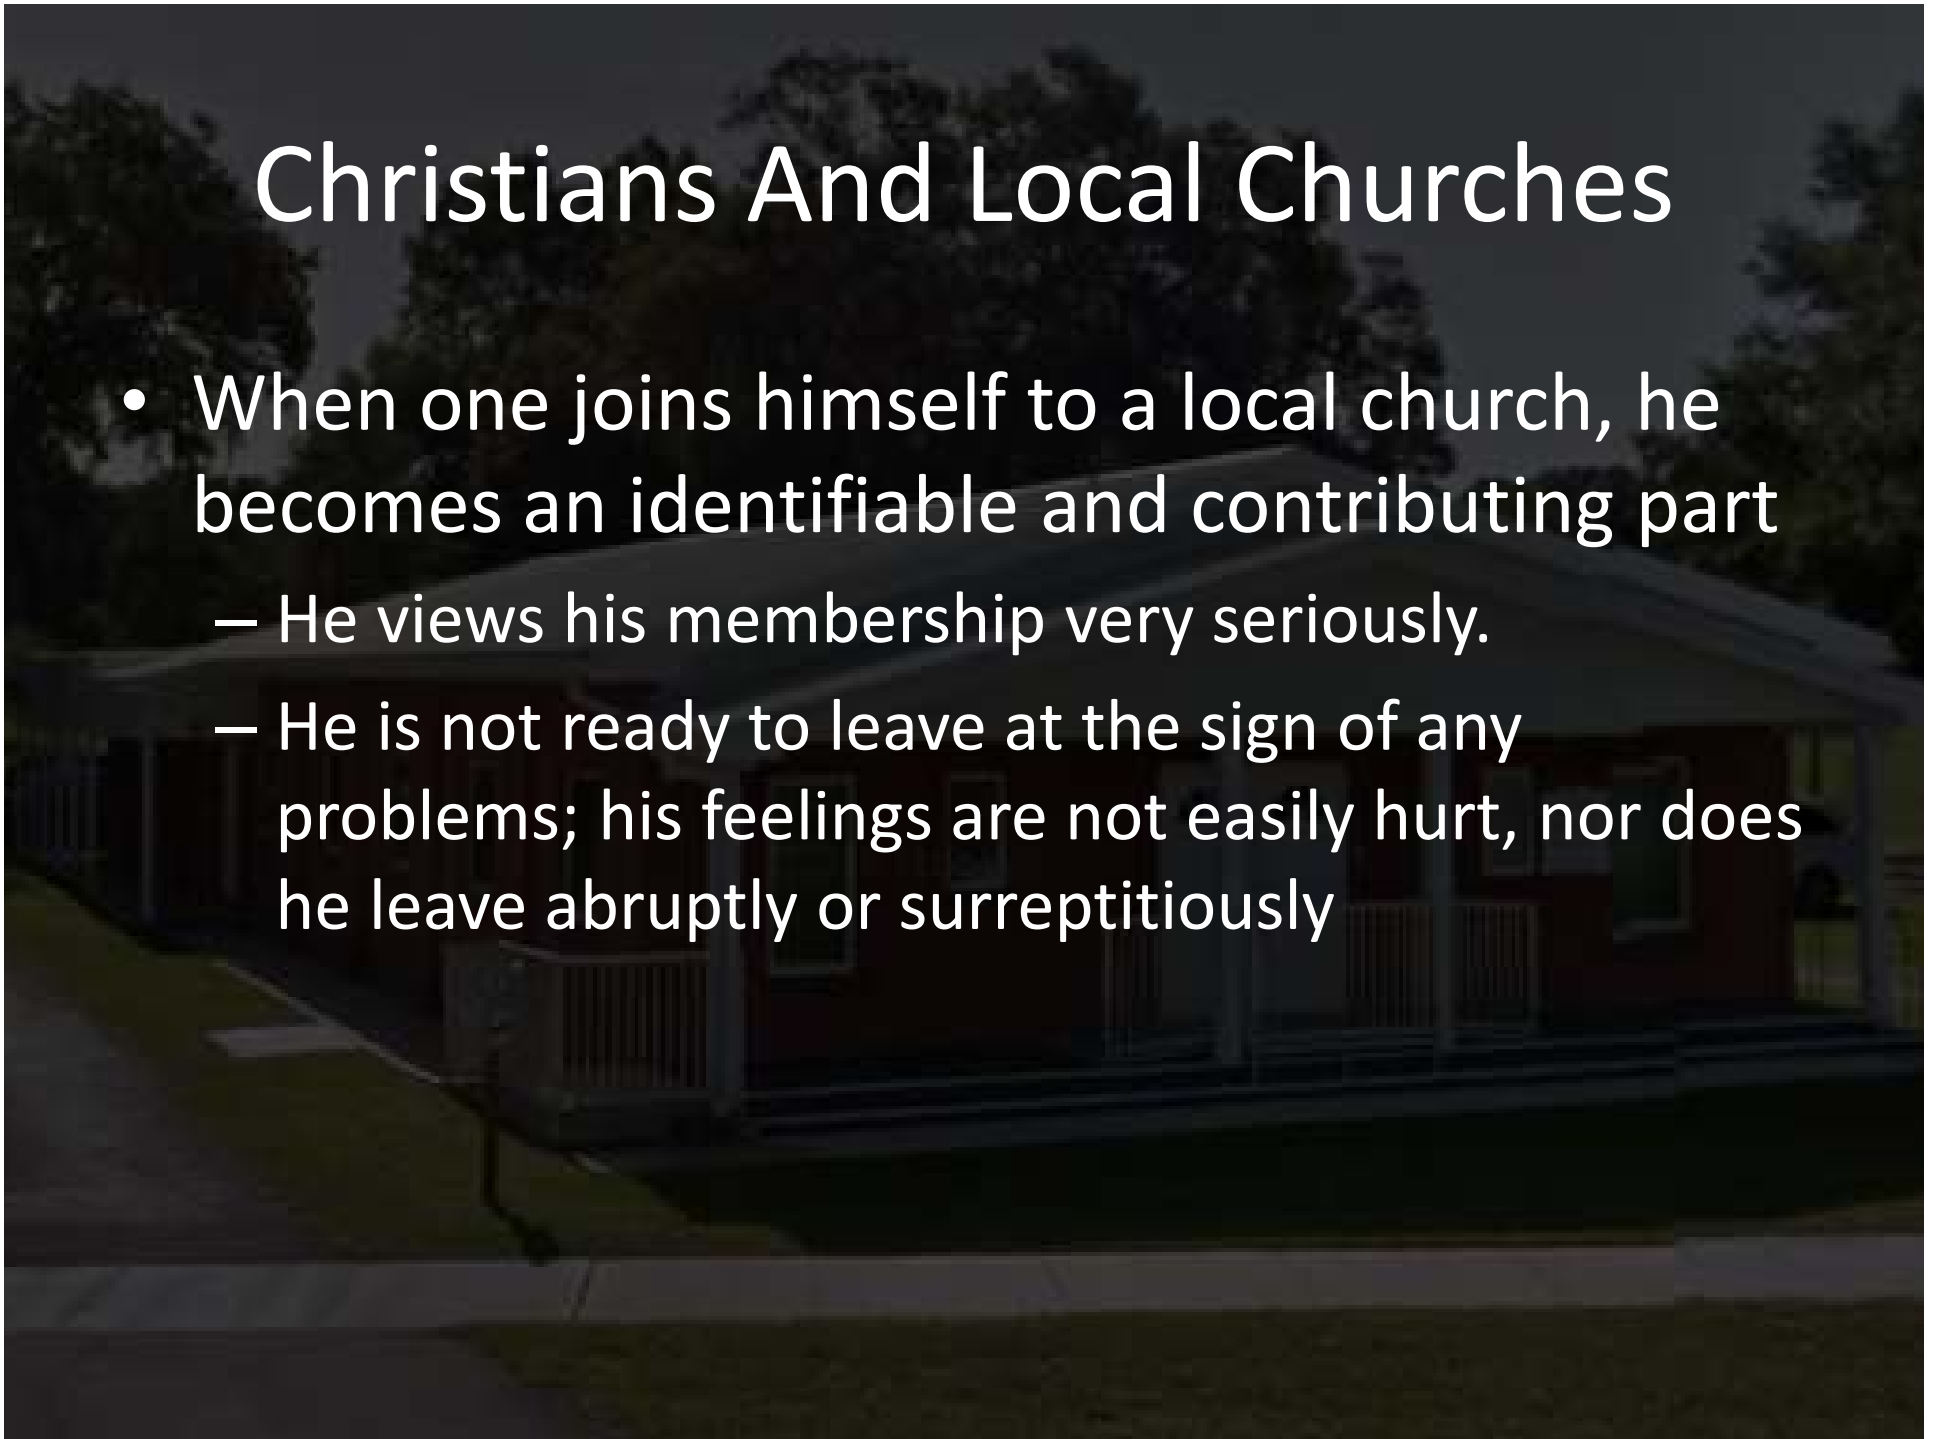 Christians And Local Churches
• When one joins himself to a local church, he
becomes an identifiable and contributing part
– He views his membership very seriously.
– He is not ready to leave at the sign of any
problems; his feelings are not easily hurt, nor does
he leave abruptly or surreptitiously